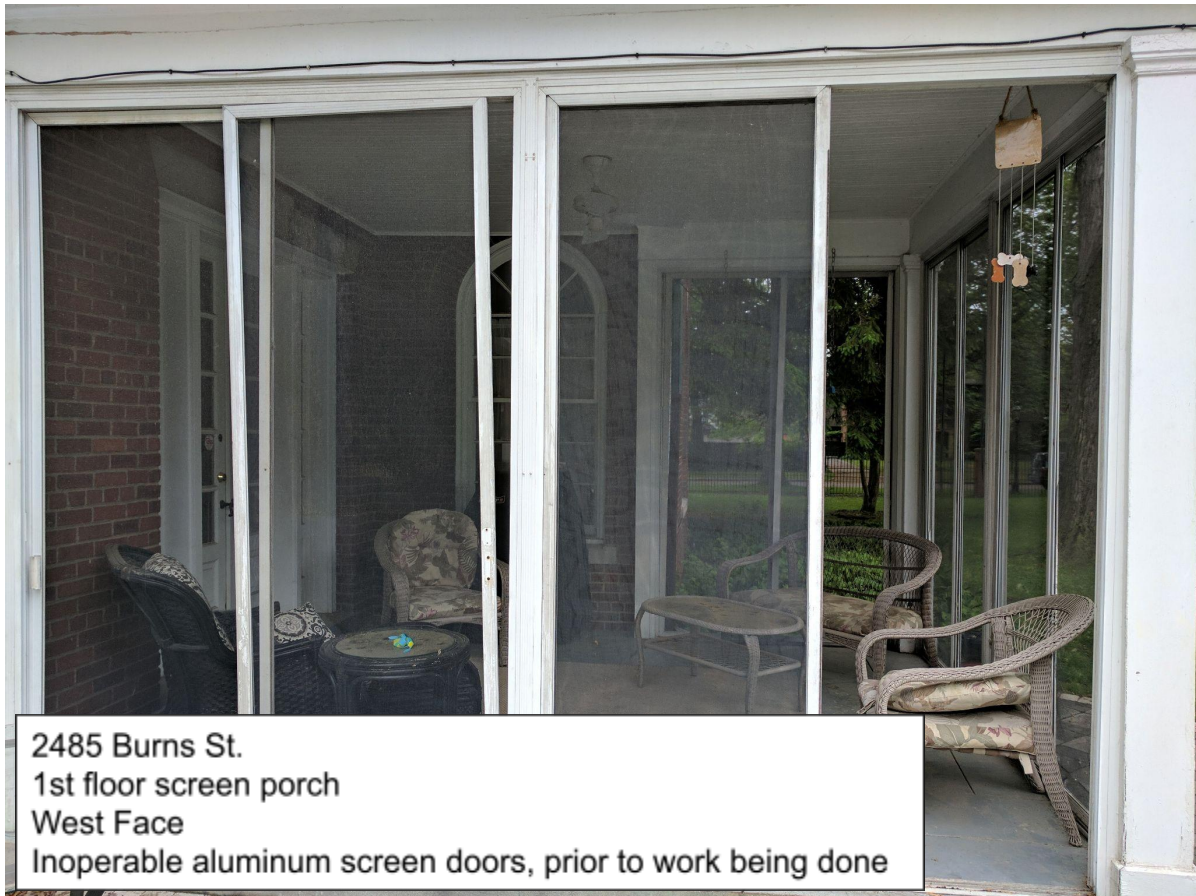 2485 Burns St.
1st floor screen porch
West Face
Inoperable aluminum screen doors, prior to work being done